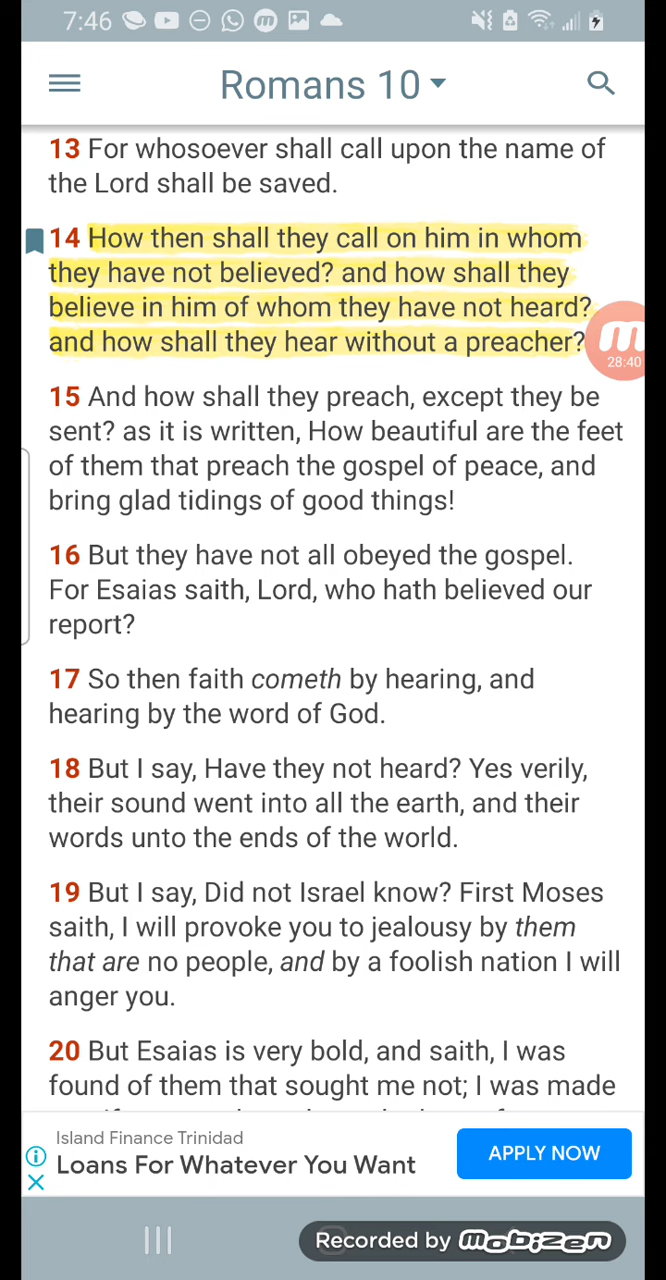 7:46
Romans 10
13 For whosoever shall call upon the name of
the Lord shall be saved.
14 How then shall they call on him in whom
they have not believed? and how shall they
believe in him of whom they have not heard?
and how shall they hear without a preacher?
28:40
15 And how shall they preach, except they be
sent? as it is written, How beautiful are the feet
of them that preach the gospel of peace, and
bring glad tidings of good things!
16 But they have not all obeyed the gospel.
For Esaias saith, Lord, who hath believed our
report?
17 So then faith cometh by hearing, and
hearing by the word of God.
18 But I say, Have they not heard? Yes verily,
their sound went into all the earth, and their
words unto the ends of the world.
19 But I say, Did not Israel know? First Moses
saith, I will provoke you to jealousy by them
that are no people, and by a foolish nation I will
anger you.
20 But Esaias is very bold, and saith, I was
found of them that sought me not; I was made
Island Finance Trinidad
Loans For Whatever You Want
APPLY NOW
Recorded by mobizen